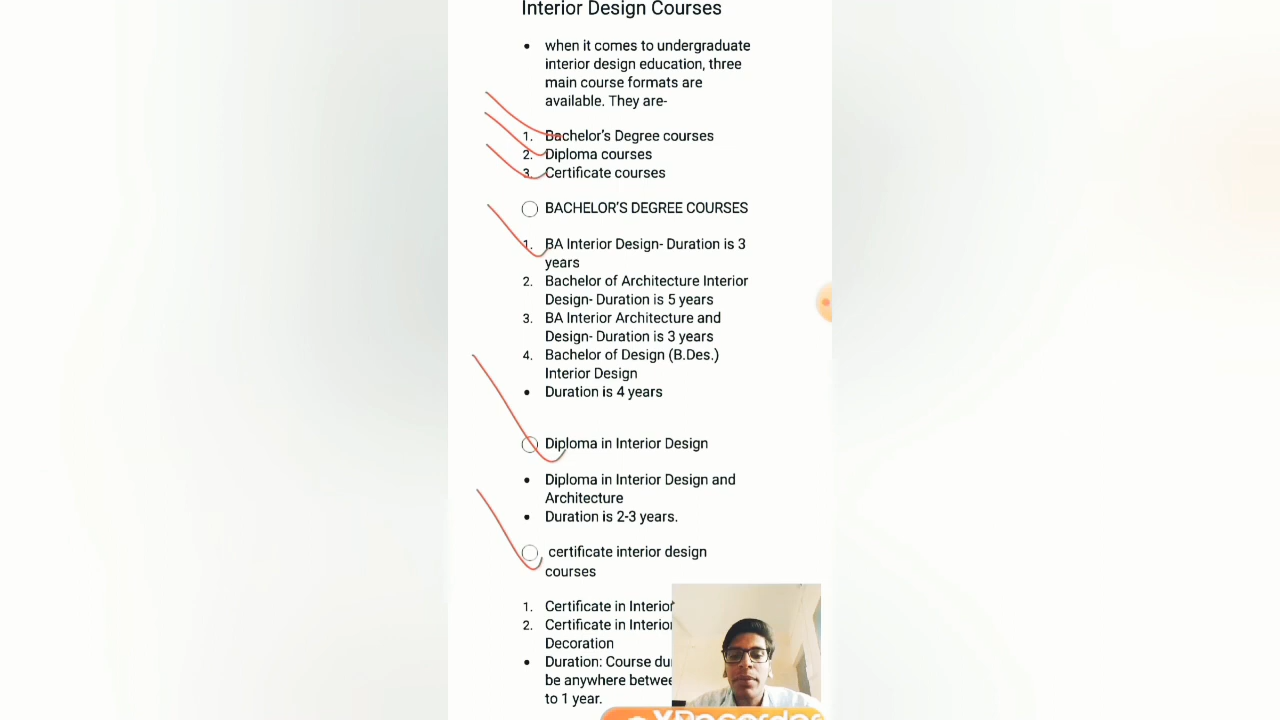 Interior Design Courses
• when it comes to undergraduate
interior design education, three
main course formats are
available. They are-
1. Bachelor's Degree courses
2. Diploma courses
3. Certificate courses
BACHELOR'S DEGREE COURSES
1. BA Interior Design- Duration is 3
years
2. Bachelor of Architecture Interior
Design- Duration is 5 years
3. BA Interior Architecture and
Design- Duration is 3 years
4. Bachelor of Design (B.Des.)
Interior Design
• Duration is 4 years
Diploma in Interior Design
• Diploma in Interior Design and
Architecture
• Duration is 2-3 years.
certificate interior design
courses
1. Certificate in Interior
2. Certificate in Interior
Decoration
• Duration: Course
be anywhere
to 1 year.